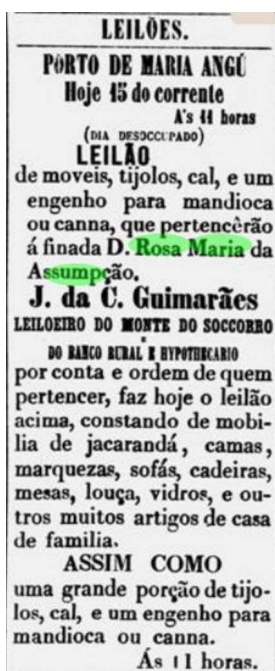 LEILÕES.
PÔRTO DE MARIA ANGÚ
Hoje 15 do corrente
A's 11 horas
(DIA DESOCCUPADO)
LEILÃO
de moveis, tijolos, cal, e um
engenho para mandioca
ou canna, que pertencêrão
á finada D. Rosa Maria da
Assumpção.
J. da C. Guimarães
LEILOEIRO DO MONTE DO SOCCORRO
E
DO BANCO RURAL E HYPOTHECARIO
por conta e ordem de quem
pertencer, faz hoje o leilão
acima, constando de mobi-
lia de jacarandá, camas,
marquezas, sofás, cadeiras,
mesas, louça, vidros, e ou-
tros muitos artigos de casa
de familia.
ASSIM COMO
uma grande porção de tijo-
los, cal, e um engenho para
mandioca ou canna.
Ás 11 horas.